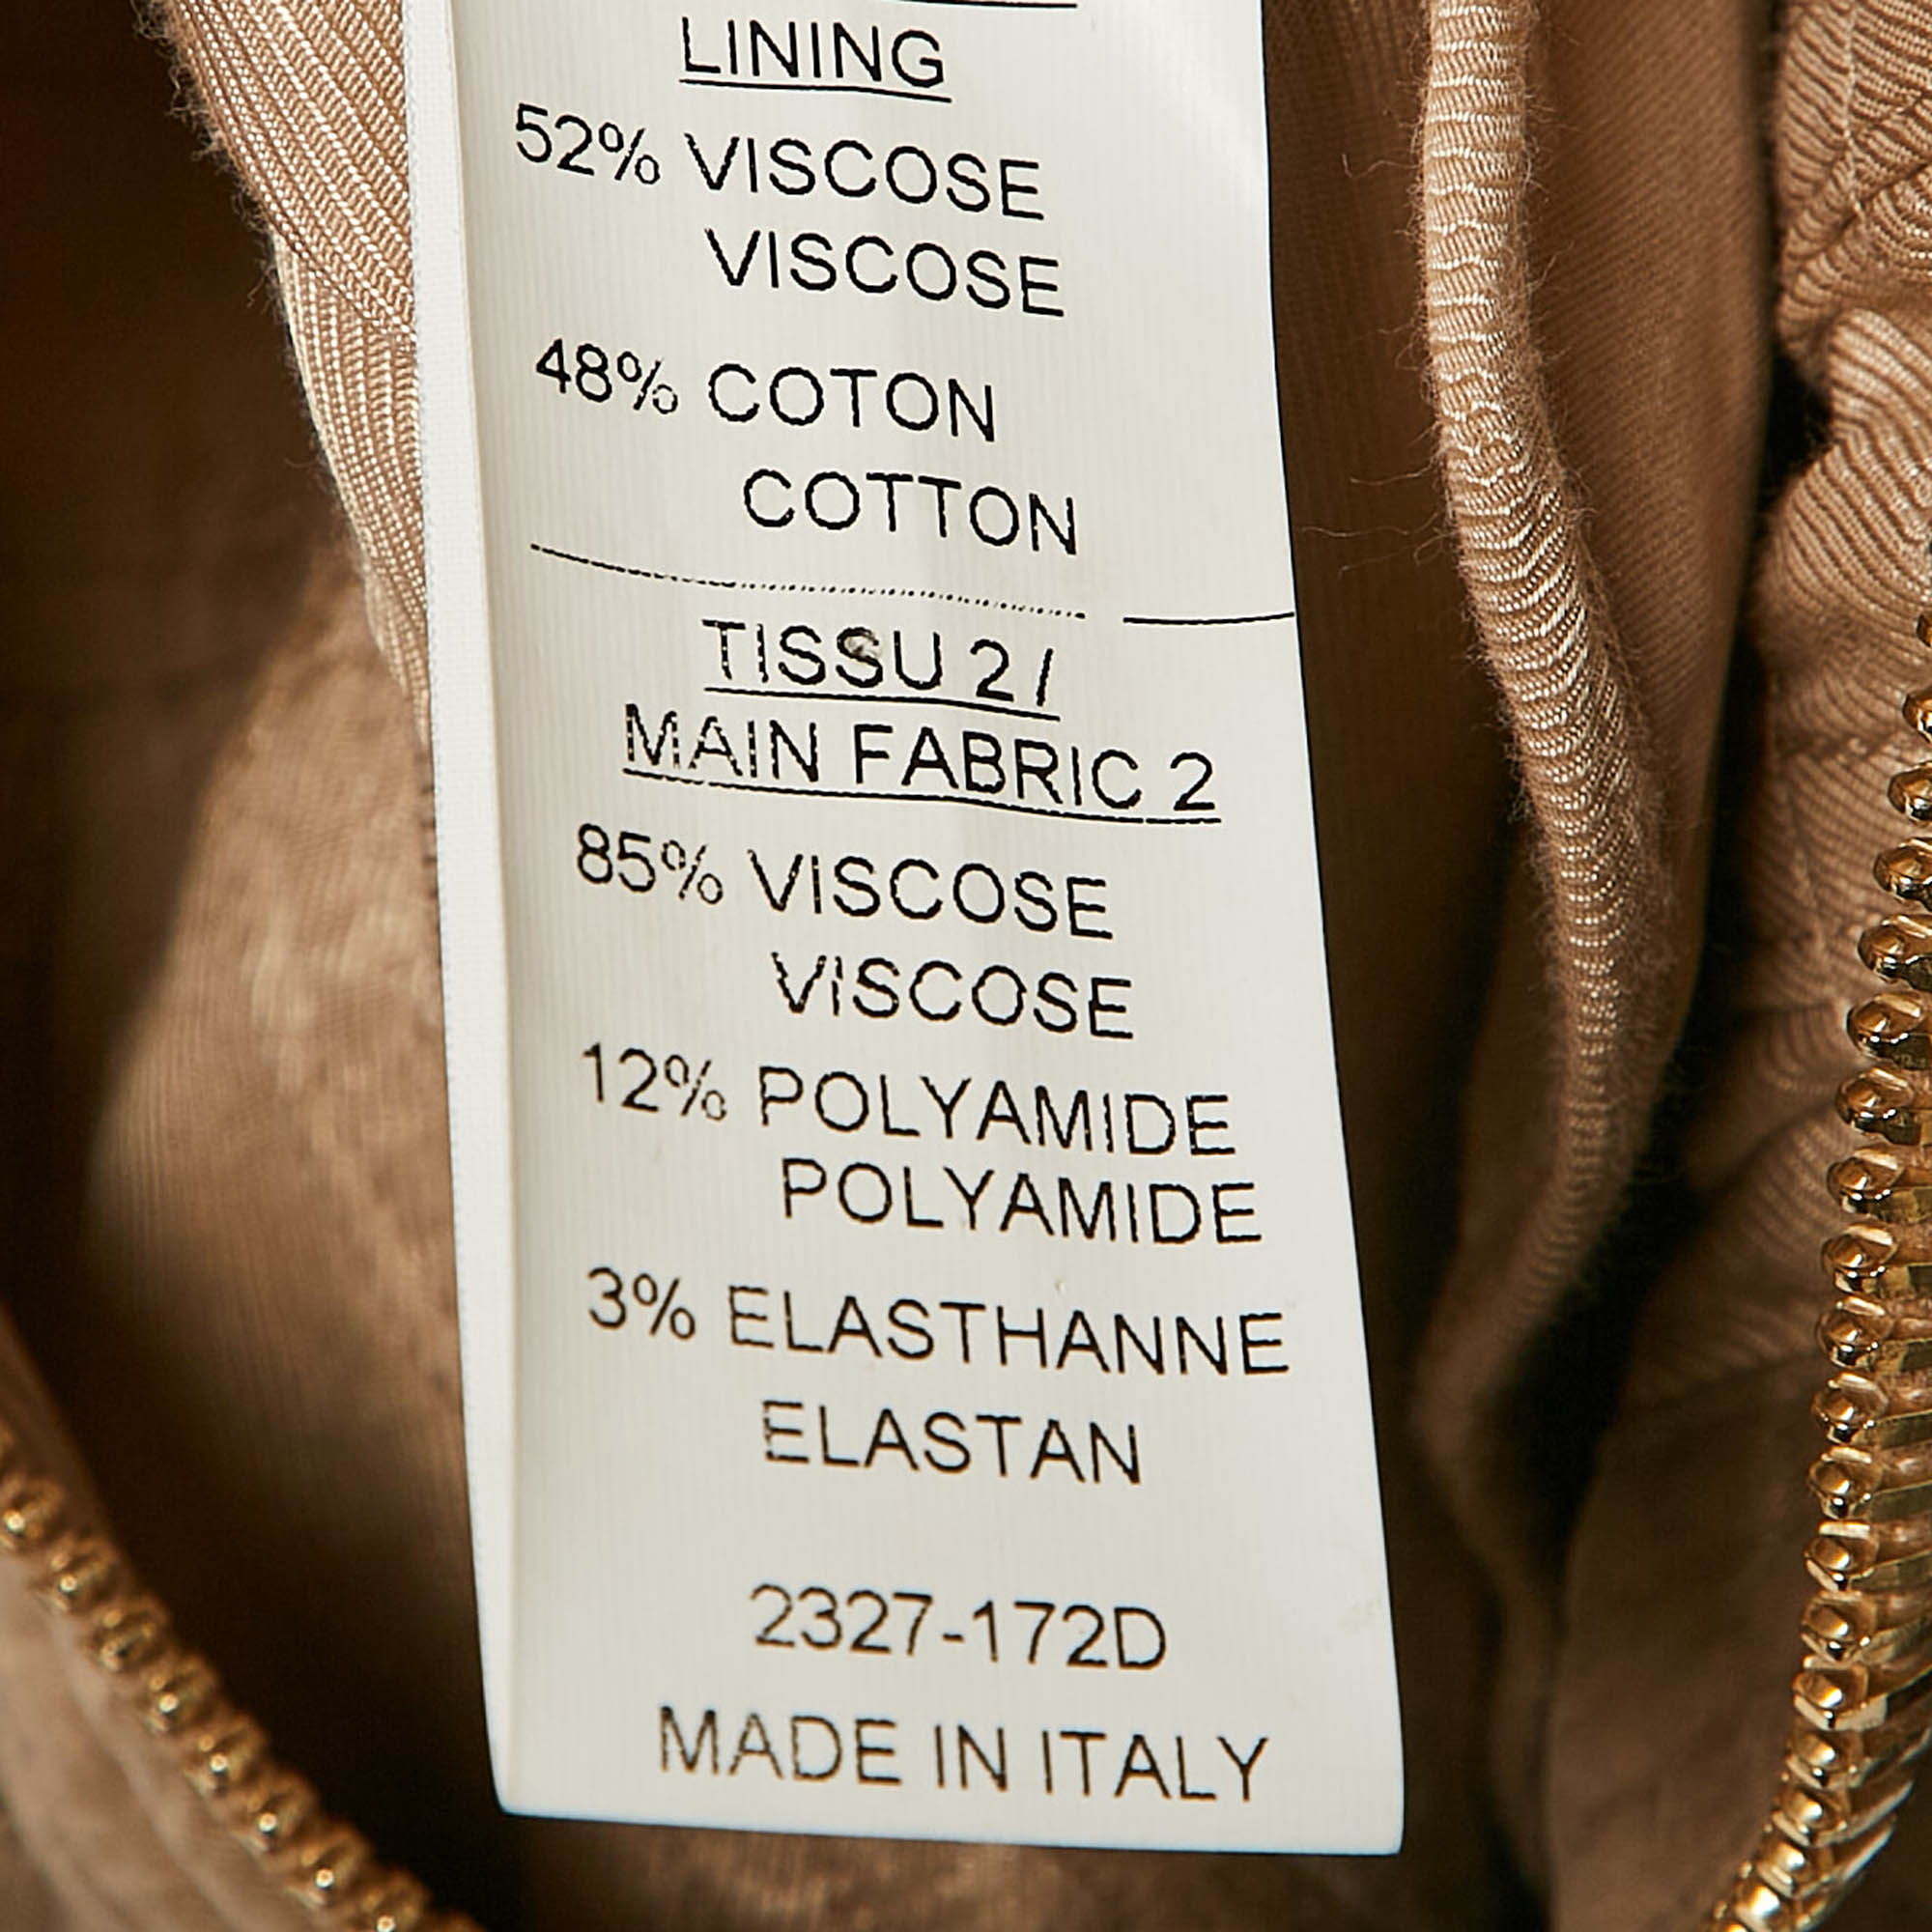 LINING
52% VISCOSE
VISCOSE
48% COTON
COTTON
TISSU 2 /
MAIN FABRIC 2
85% VISCOSE
VISCOSE
12% POLYAMIDE
POLYAMIDE
3% ELASTHANNE
ELASTAN
2327-172D
MADE IN ITALY